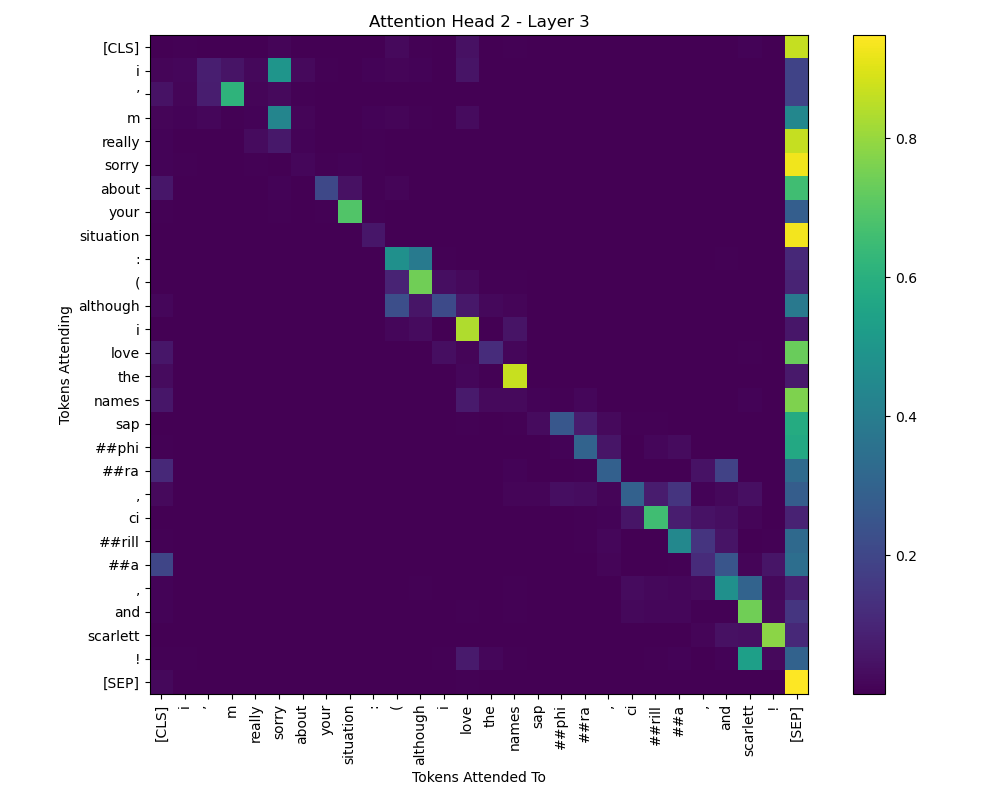 Attention Head 2 - Layer 3
Tokens Attending
[CLS]
i
'
m
really
sorry
about
your
situation
:
(
although
i
love
the
names
sap
##phi
##ra
,
ci
##rill
##a
,
and
scarlett
!
[SEP]
[CLS]
i
'
m
really
sorry
about
your
situation
:
(
although
i
love
the
names
sap
##phi
##ra
,
ci
##rill
##a
,
and
scarlett
!
[SEP]
Tokens Attended To
0.8
0.6
0.4
0.2